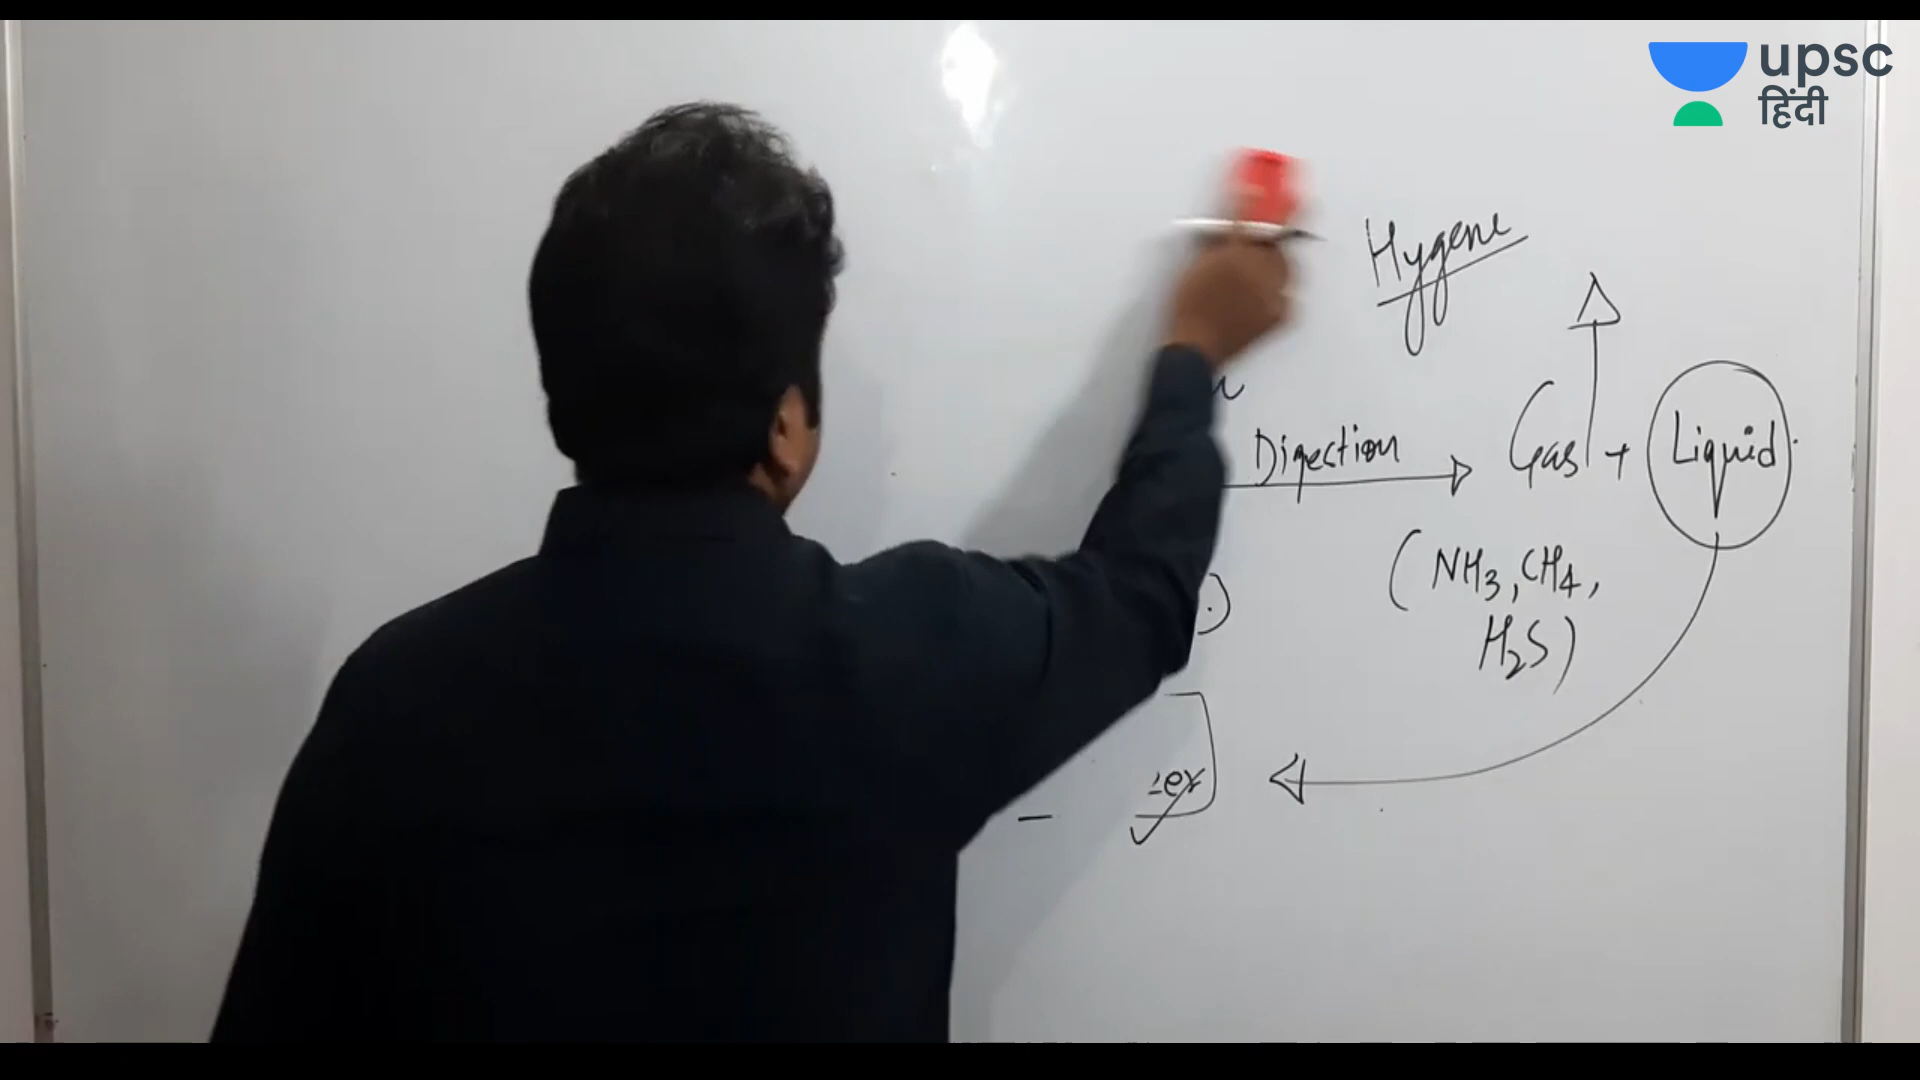 upsc
हिंदी
Hygene
Digection
Gas + Liquid
(NH3, CH4,
H2S)